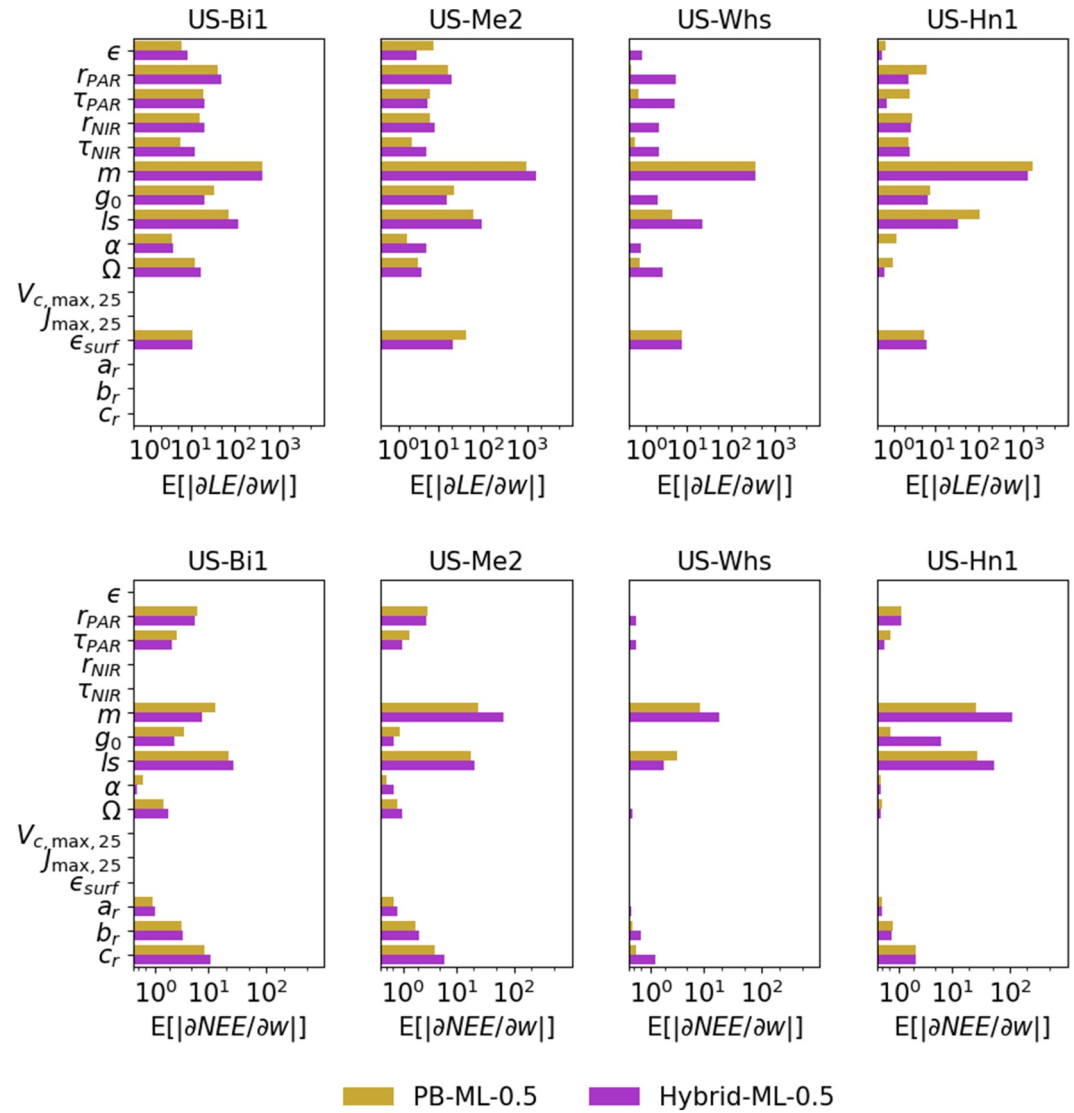 US-Bi1 US-Me2 US-Whs US-Hn1
ϵ
r_PAR
τ_PAR
r_NIR
τ_NIR
m
g_0
ls
α
Ω
V_c,max,25
J_max,25
ϵ_surf
a_r
b_r
c_r
10^0 10^1 10^2 10^3 10^0 10^1 10^2 10^3 10^0 10^1 10^2 10^3 10^0 10^1 10^2 10^3
E[|∂LE/∂w|] E[|∂LE/∂w|] E[|∂LE/∂w|] E[|∂LE/∂w|]
US-Bi1 US-Me2 US-Whs US-Hn1
ϵ
r_PAR
τ_PAR
r_NIR
τ_NIR
m
g_0
ls
α
Ω
V_c,max,25
J_max,25
ϵ_surf
a_r
b_r
c_r
10^0 10^1 10^2 10^0 10^1 10^2 10^0 10^1 10^2 10^0 10^1 10^2
E[|∂NEE/∂w|] E[|∂NEE/∂w|] E[|∂NEE/∂w|] E[|∂NEE/∂w|]
PB-ML-0.5 Hybrid-ML-0.5